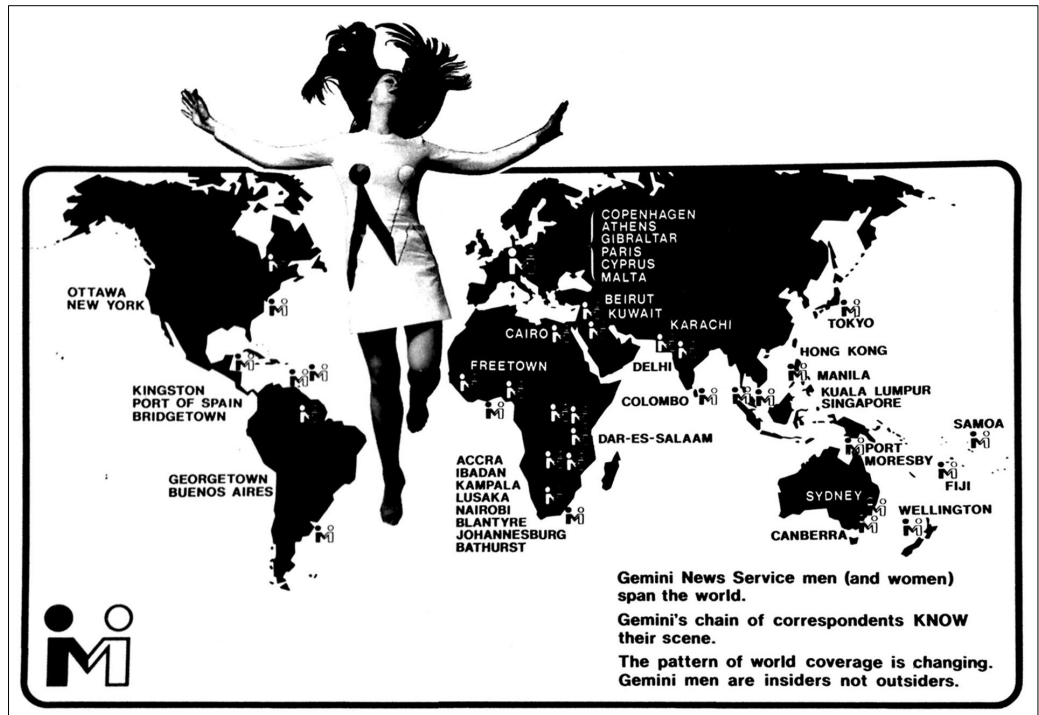 COPENHAGEN
ATHENS
GIBRALTAR
PARIS
CYPRUS
MALTA
OTTAWA
NEW YORK
BEIRUT
KUWAIT
CAIRO
KARACHI
TOKYO
HONG KONG
DELHI
FREETOWN
MANILA
KINGSTON
PORT OF SPAIN
BRIDGETOWN
COLOMBO
KUALA LUMPUR
SINGAPORE
SAMOA
DAR-ES-SALAAM
PORT
MORESBY
FIJI
ACCRA
IBADAN
KAMPALA
LUSAKA
NAIROBI
BLANTYRE
JOHANNESBURG
BATHURST
GEORGETOWN
BUENOS AIRES
SYDNEY
WELLINGTON
CANBERRA
Gemini News Service men (and women)
span the world.
Gemini's chain of correspondents KNOW
their scene.
The pattern of world coverage is changing.
Gemini men are insiders not outsiders.